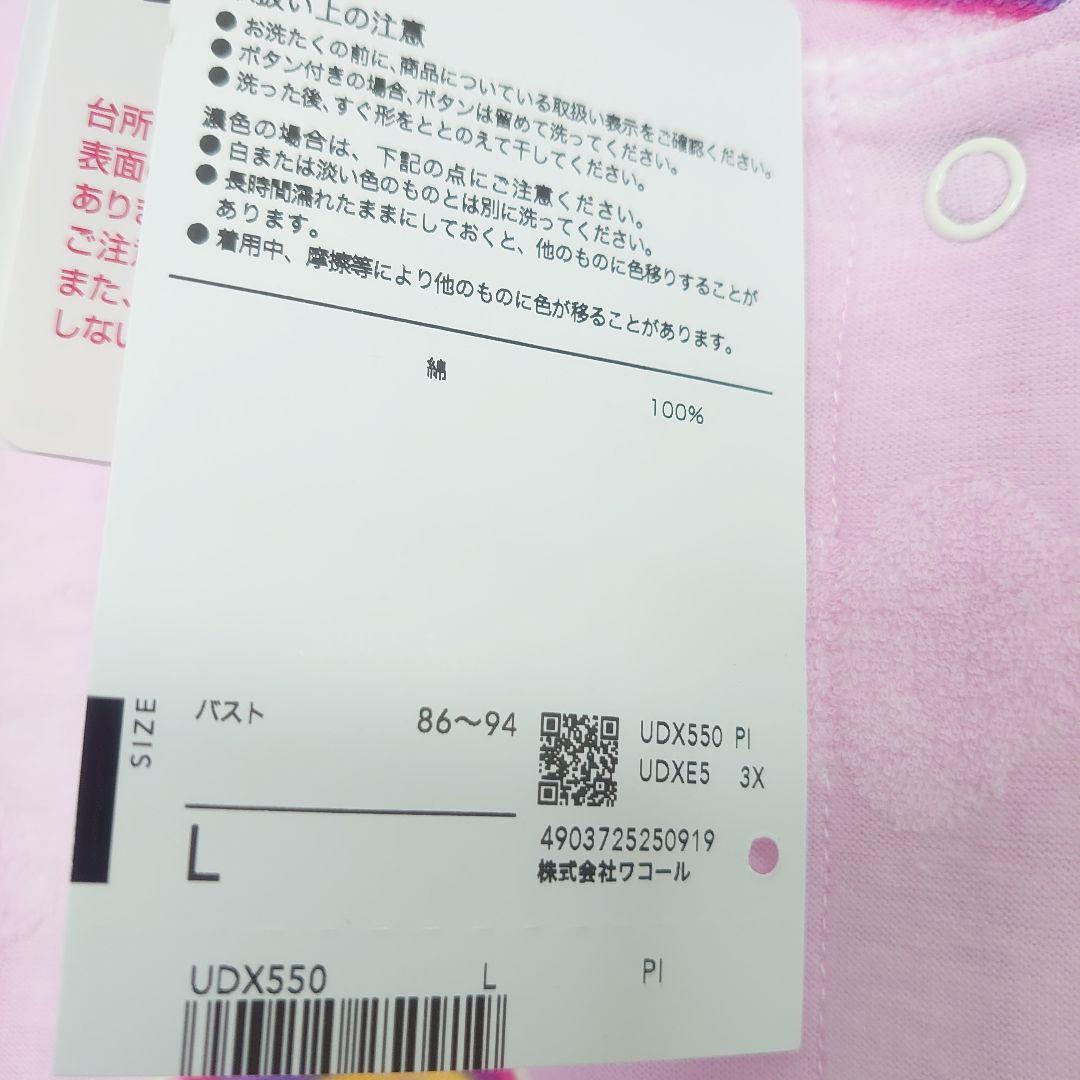 扱い上の注意
●お洗たくの前に、商品についている取扱い表示をご確認ください。
●ボタン付きの場合、ボタンは留めて洗ってください。
●洗った後、すぐ形をととのえて干してください。
濃色の場合は、下記の点にご注意ください。
●白または淡い色のものとは別に洗ってください。
●長時間濡れたままにしておくと、他のものに色移りすることが
あります。
●着用中、摩擦等により他のものに色が移ることがあります。
綿 100%
SIZE
バスト 86〜94
L
UDX550 PI
UDXE5 3X
4903725250919
株式会社ワコール
UDX550 L PI
台所
表面
あり
ご注
また、
しない